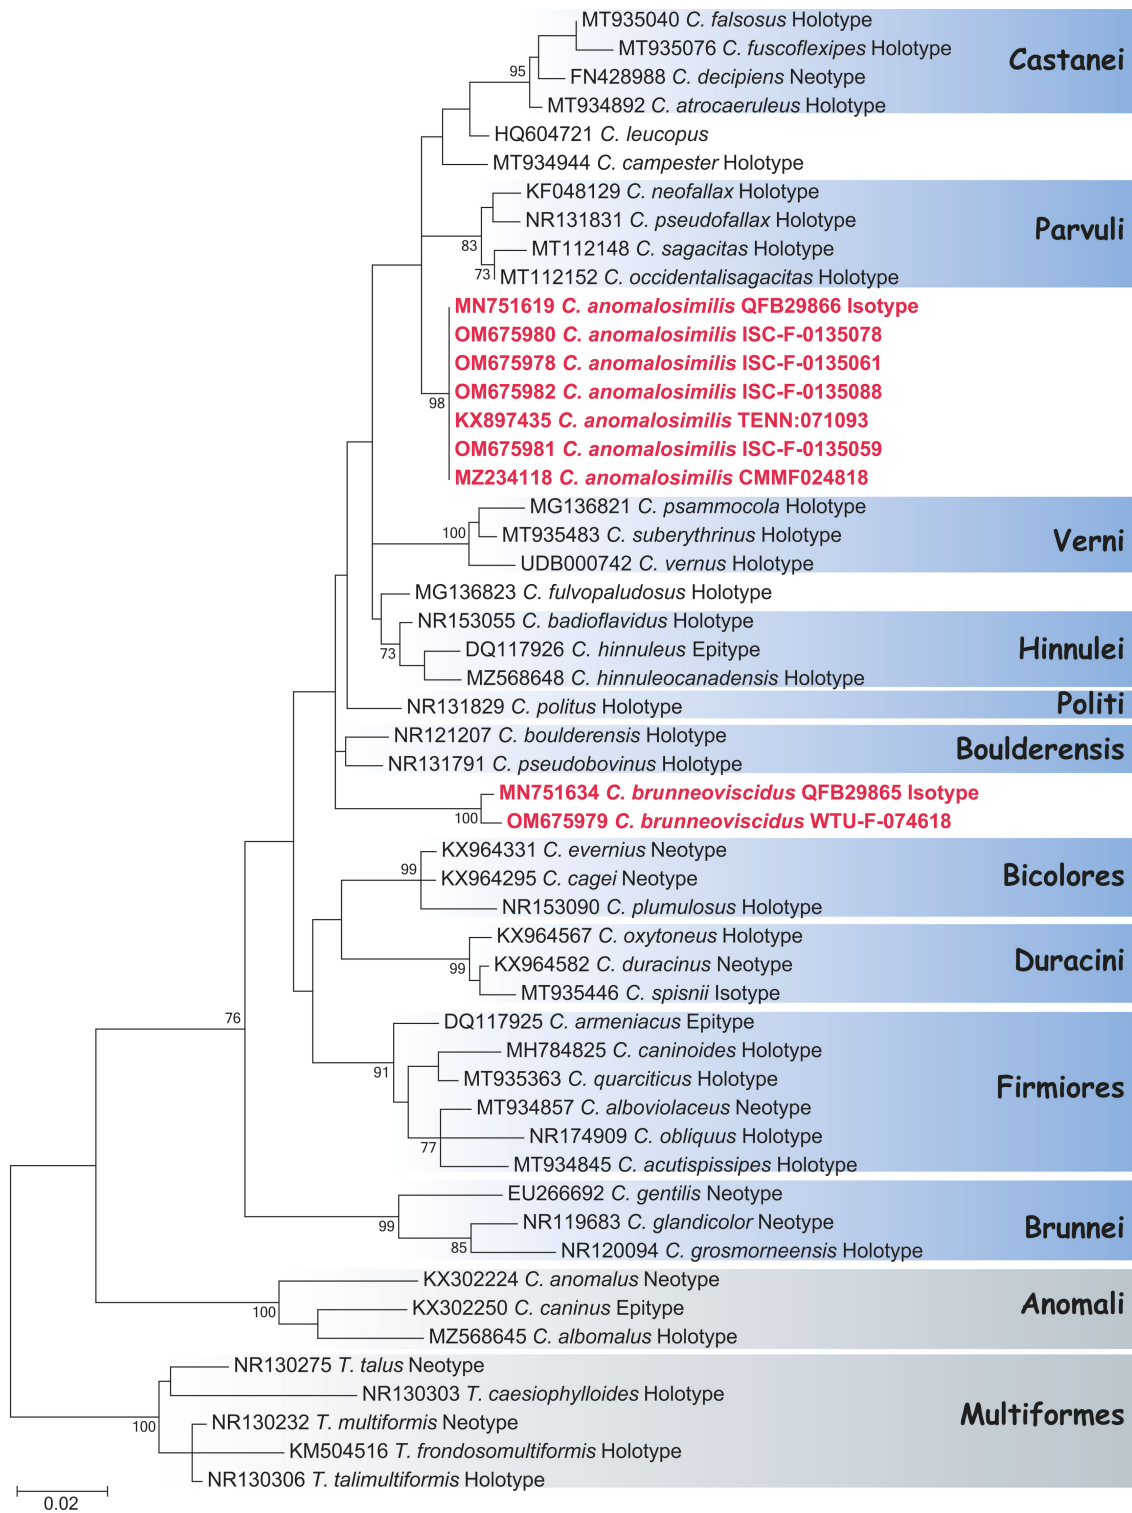 MT935040 C. falsosus Holotype
MT935076 C. fuscoflexipes Holotype
Castanei
95
FN428988 C. decipiens Neotype
MT934892 C. atrocaeruleus Holotype
HQ604721 C. leucopus
MT934944 C. campester Holotype
KF048129 C. neofallax Holotype
NR131831 C. pseudofallax Holotype
Parvuli
83
MT112148 C. sagacitas Holotype
73
MT112152 C. occidentalisagacitas Holotype
MN751619 C. anomalosimilis QFB29866 Isotype
OM675980 C. anomalosimilis ISC-F-0135078
OM675978 C. anomalosimilis ISC-F-0135061
OM675982 C. anomalosimilis ISC-F-0135088
98
KX897435 C. anomalosimilis TENN:071093
OM675981 C. anomalosimilis ISC-F-0135059
MZ234118 C. anomalosimilis CMMF024818
MG136821 C. psammocola Holotype
100
MT935483 C. suberythrinus Holotype
Verni
UDB000742 C. vernus Holotype
MG136823 C. fulvopaludosus Holotype
NR153055 C. badioflavidus Holotype
73
DQ117926 C. hinnuleus Epitype
Hinnulei
MZ568648 C. hinnuleocanadensis Holotype
NR131829 C. politus Holotype
Politi
NR121207 C. boulderensis Holotype
Boulderensis
NR131791 C. pseudobovinus Holotype
MN751634 C. brunneoviscidus QFB29865 Isotype
100
OM675979 C. brunneoviscidus WTU-F-074618
KX964331 C. evernius Neotype
99
KX964295 C. cagei Neotype
Bicolores
NR153090 C. plumulosus Holotype
KX964567 C. oxytoneus Holotype
99
KX964582 C. duracinus Neotype
Duracini
MT935446 C. spisnii Isotype
76
DQ117925 C. armeniacus Epitype
MH784825 C. caninoides Holotype
91
MT935363 C. quarciticus Holotype
Firmiores
MT934857 C. alboviolaceus Neotype
NR174909 C. obliquus Holotype
77
MT934845 C. acutispissipes Holotype
EU266692 C. gentilis Neotype
99
NR119683 C. glandicolor Neotype
Brunnei
85
NR120094 C. grosmorneensis Holotype
KX302224 C. anomalus Neotype
100
KX302250 C. caninus Epitype
Anomali
MZ568645 C. albomalus Holotype
NR130275 T. talus Neotype
NR130303 T. caesiophylloides Holotype
100
NR130232 T. multiformis Neotype
Multiformes
KM504516 T. frondosomultiformis Holotype
NR130306 T. talimultiformis Holotype
0.02